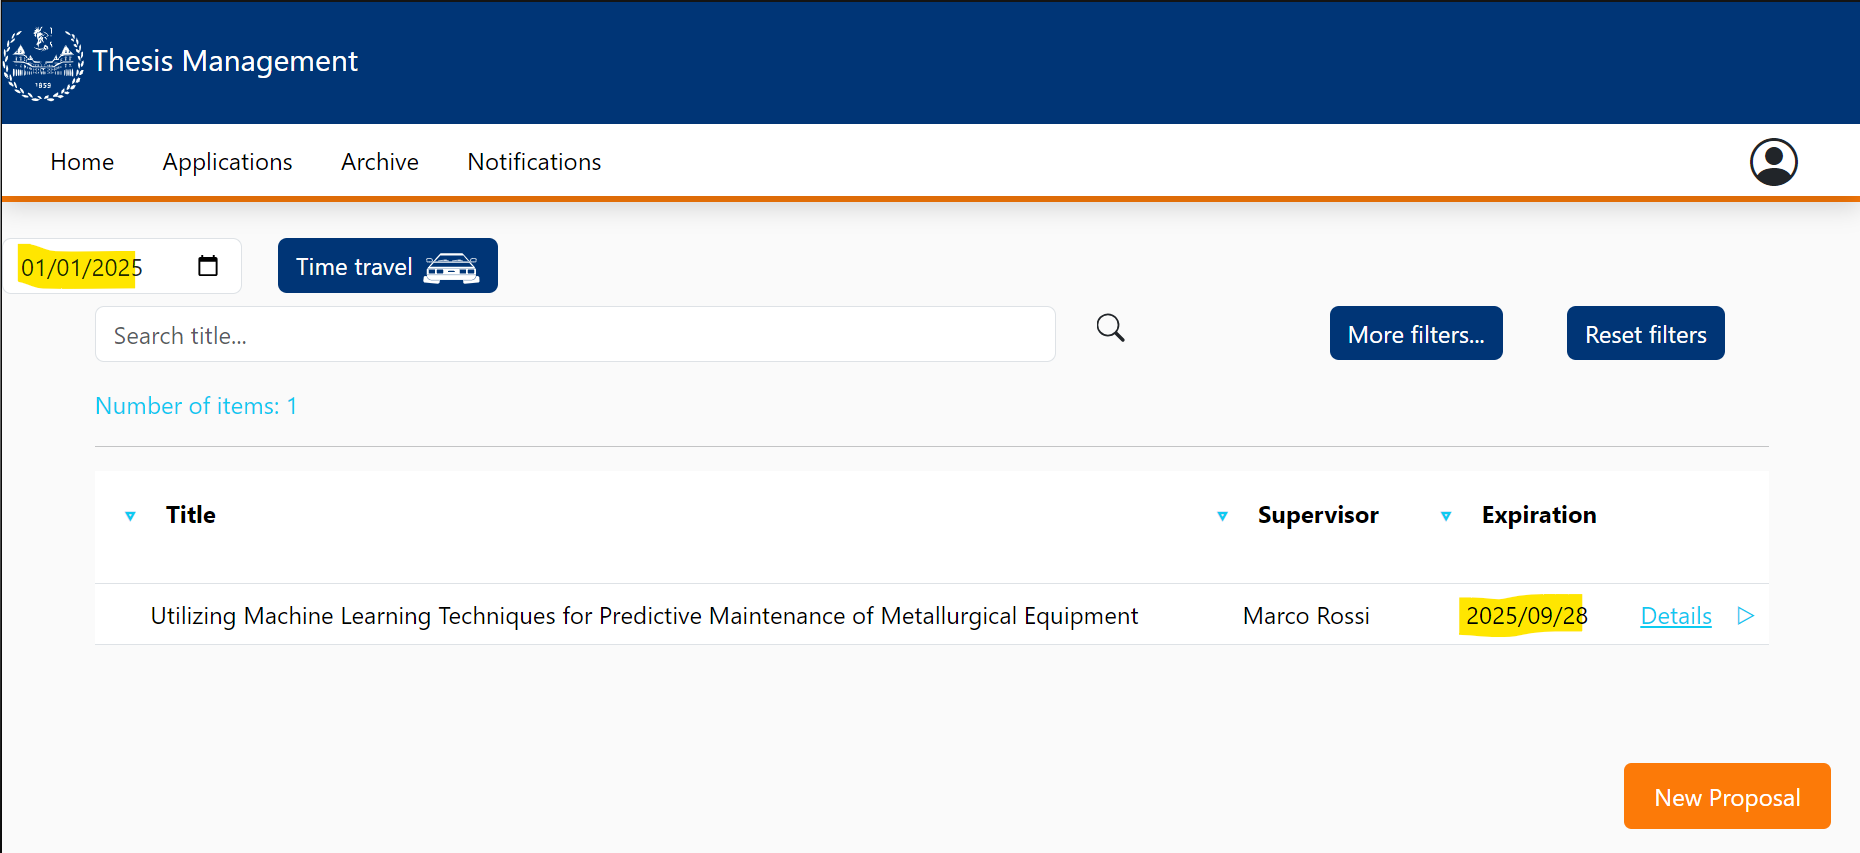 1859
Thesis Management
Home Applications Archive Notifications
01/01/2025 Time travel
Search title... More filters... Reset filters
Number of items: 1
Title Supervisor Expiration
Utilizing Machine Learning Techniques for Predictive Maintenance of Metallurgical Equipment Marco Rossi 2025/09/28 Details
New Proposal